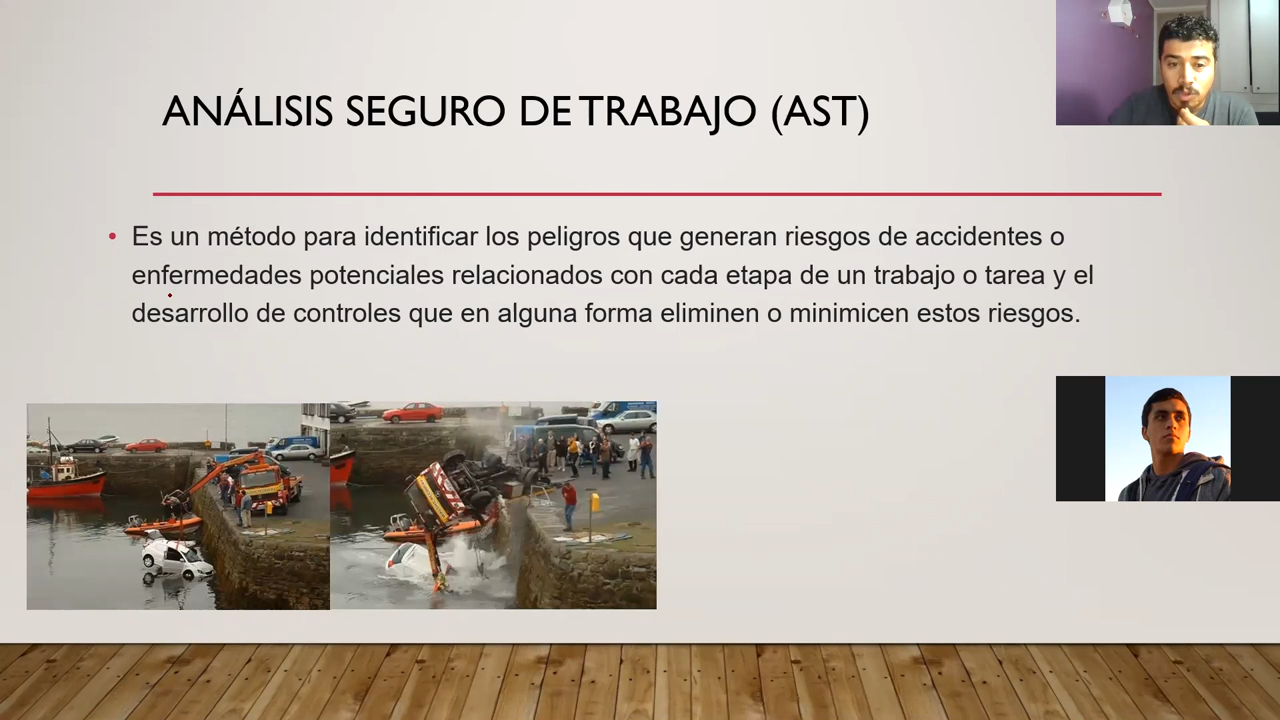 ANÁLISIS SEGURO DE TRABAJO (AST)
• Es un método para identificar los peligros que generan riesgos de accidentes o
enfermedades potenciales relacionados con cada etapa de un trabajo o tarea y el
desarrollo de controles que en alguna forma eliminen o minimicen estos riesgos.